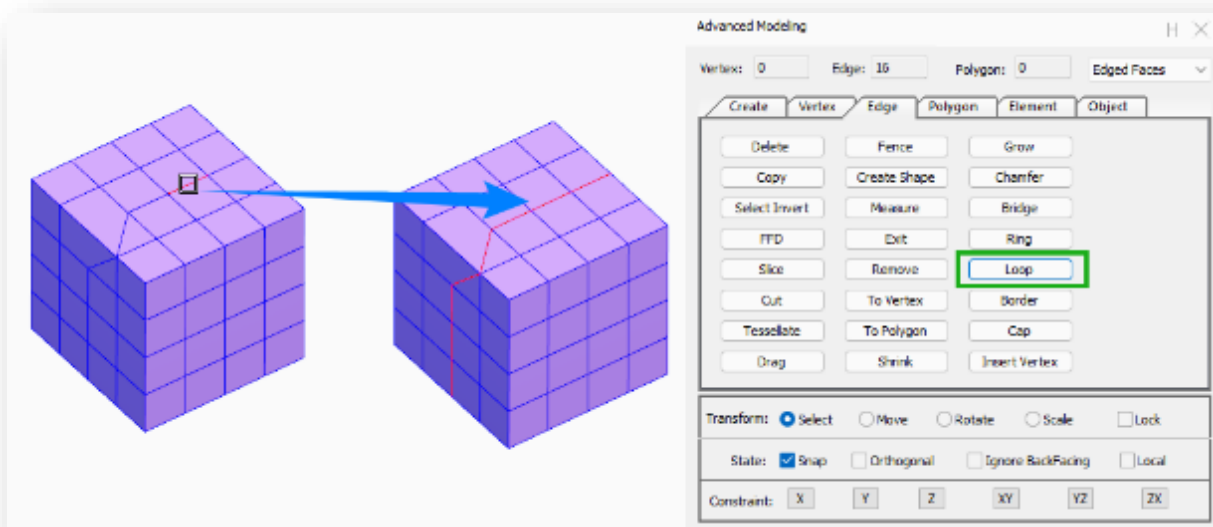 Advanced Modeling
Vertex: 0 Edge: 16 Polygon: 0 Edged Faces
Create Vertex Edge Polygon Element Object
Delete Fence Grow
Copy Create Shape Chamfer
Select Invert Measure Bridge
FFD Exit Ring
Slice Remove Loop
Cut To Vertex Border
Tessellate To Polygon Cap
Drag Shrink Insert Vertex
Transform: Select Move Rotate Scale Lock
State: Snap Orthogonal Ignore BackFacing Local
Constraint: X Y Z XY YZ ZX